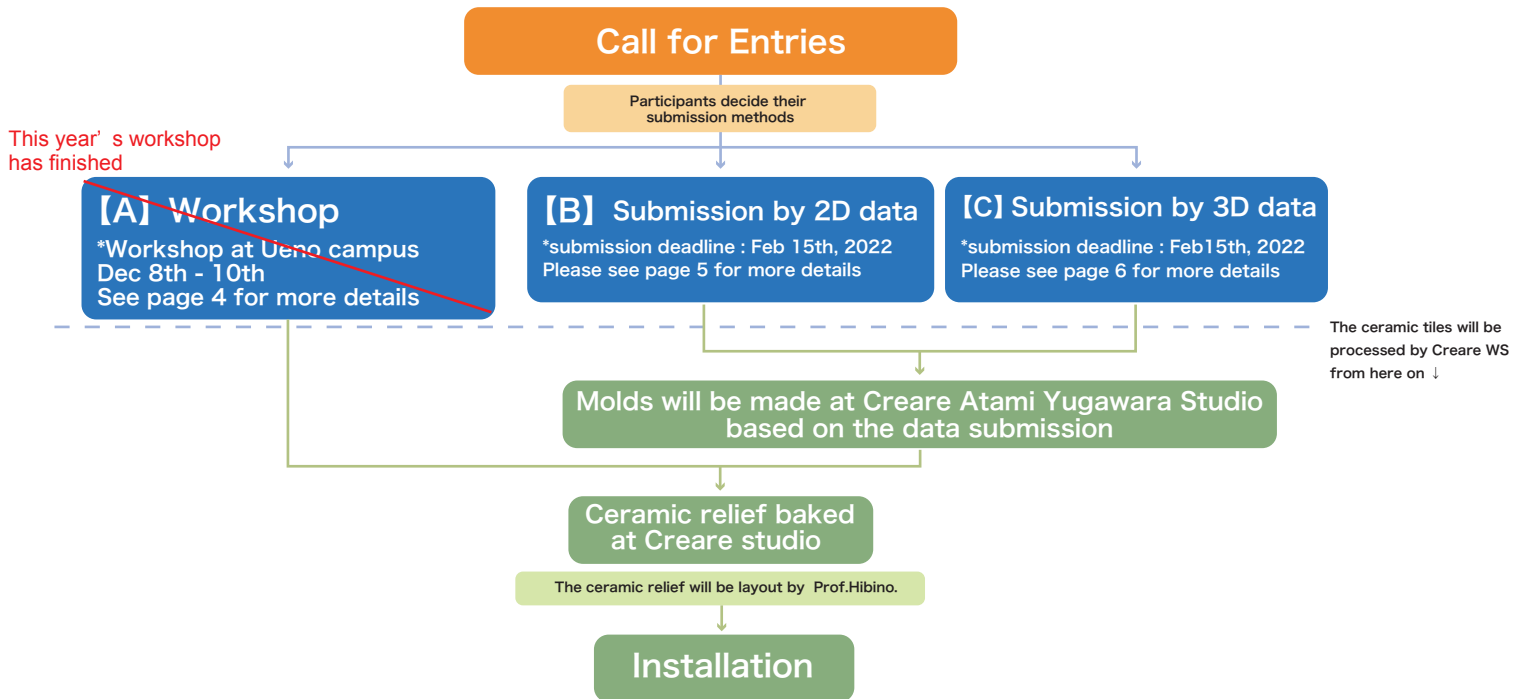 Call for Entries
Participants decide their
submission methods
This year's workshop
has finished
【A】 Workshop
*Workshop at Ueno campus
Dec 8th - 10th
See page 4 for more details
【B】 Submission by 2D data
*submission deadline : Feb 15th, 2022
Please see page 5 for more details
【C】 Submission by 3D data
*submission deadline : Feb15th, 2022
Please see page 6 for more details
The ceramic tiles will be
processed by Creare WS
from here on ↓
Molds will be made at Creare Atami Yugawara Studio
based on the data submission
Ceramic relief baked
at Creare studio
The ceramic relief will be layout by Prof.Hibino.
Installation